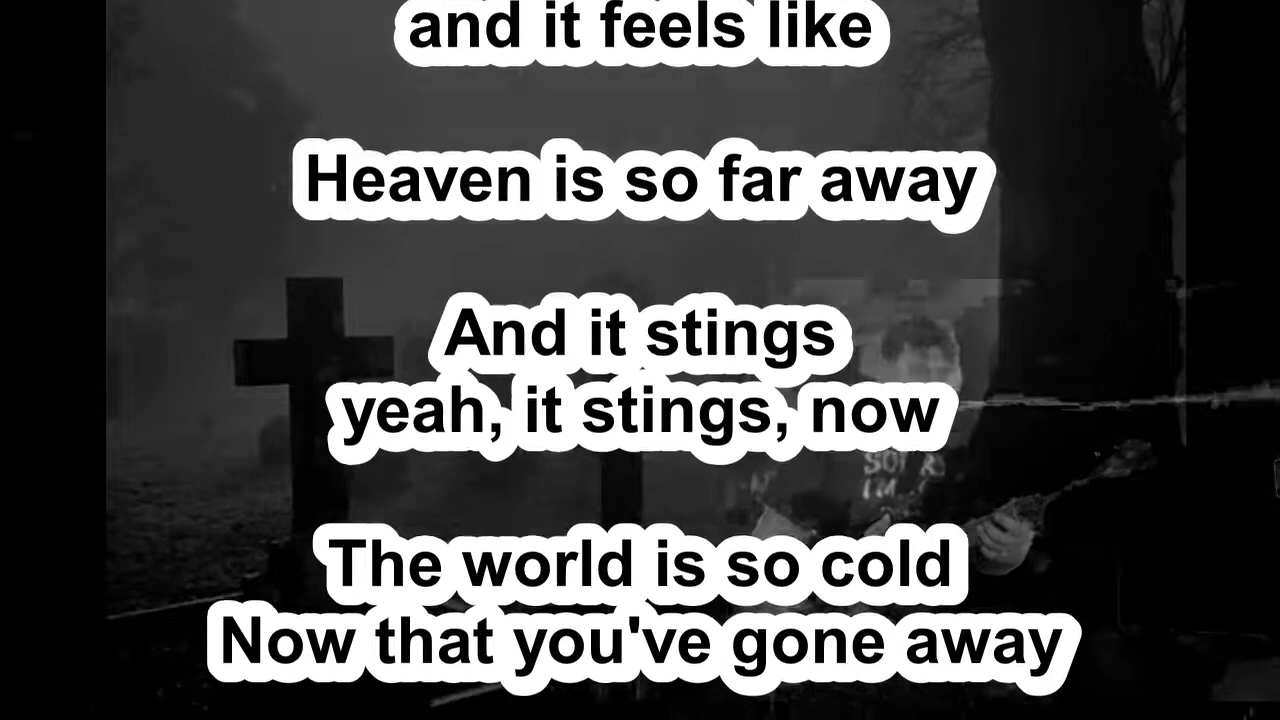 and it feels like
Heaven is so far away
And it stings
yeah, it stings, now
The world is so cold
Now that you've gone away